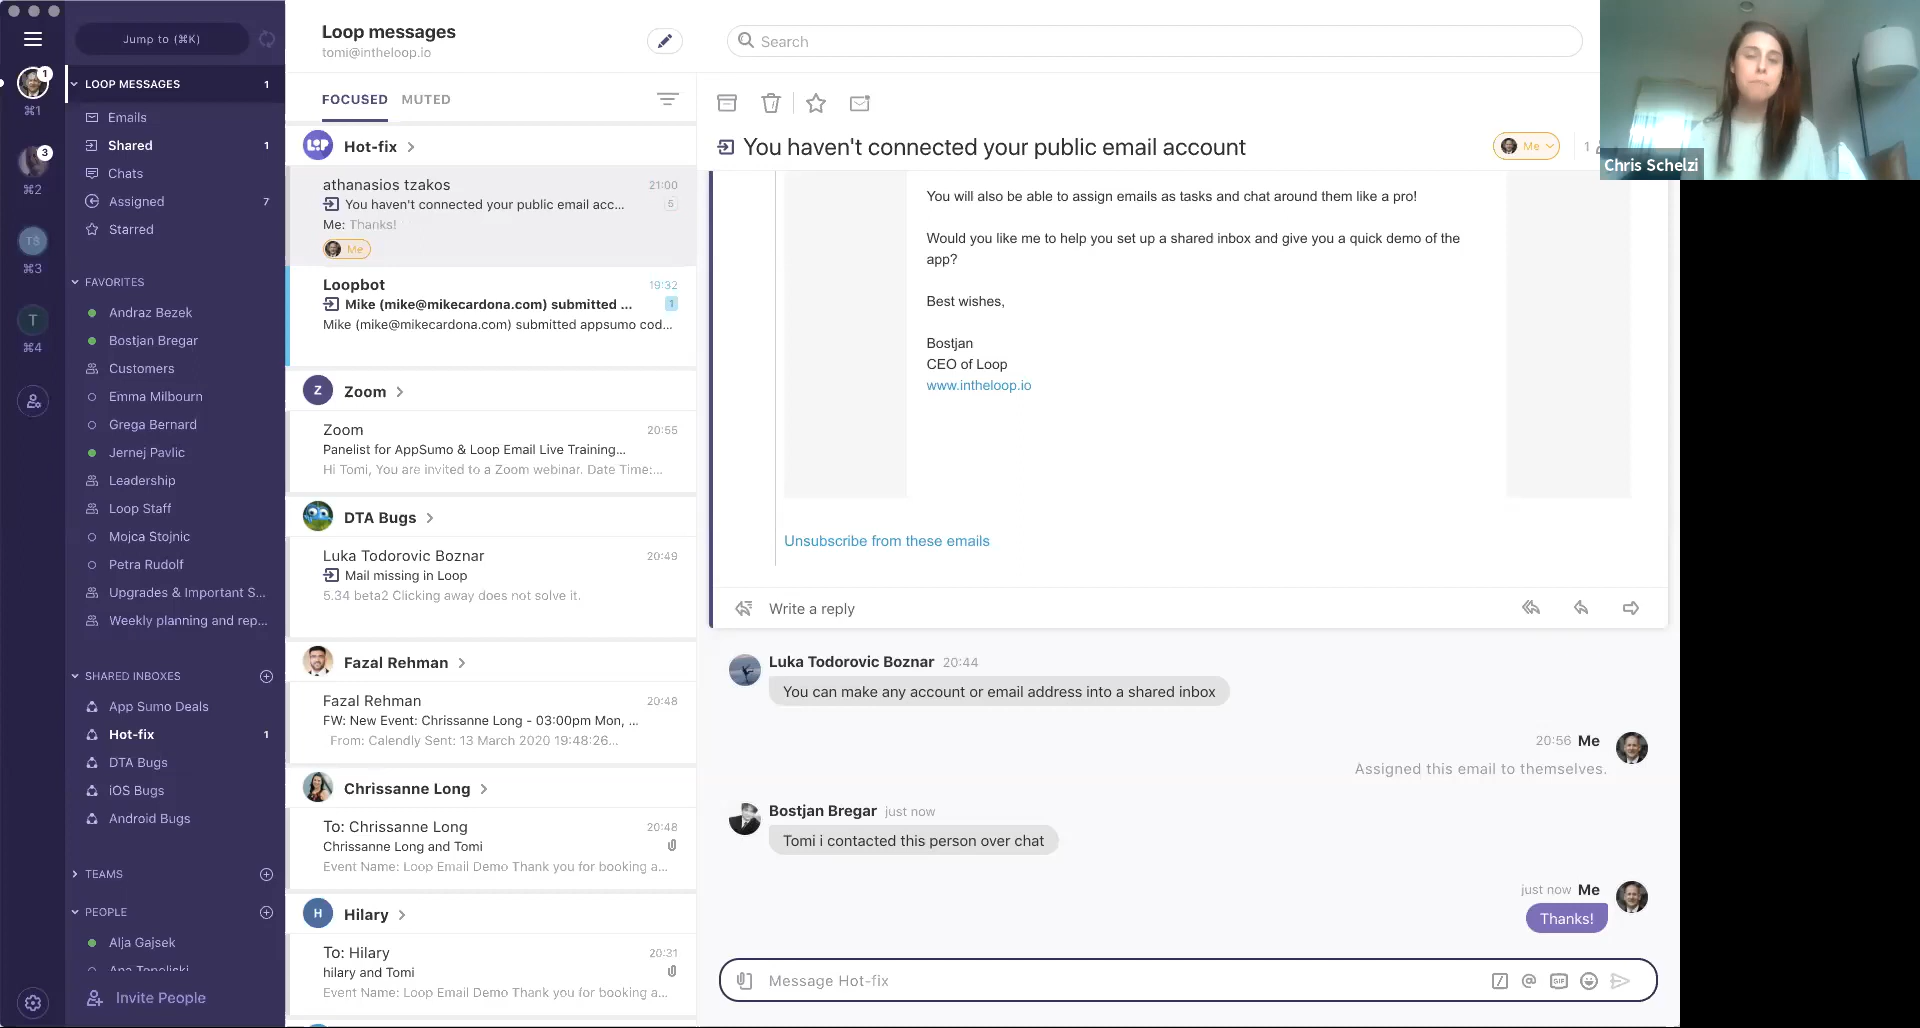 Jump to (⌘K)
1
⌘1
3
⌘2
TS
⌘3
T
⌘4
LOOP MESSAGES 1
Emails
Shared 1
Chats
Assigned 7
Starred
FAVORITES
Andraz Bezek
Bostjan Bregar
Customers
Emma Milbourn
Grega Bernard
Jernej Pavlic
Leadership
Loop Staff
Mojca Stojnic
Petra Rudolf
Upgrades & Important S...
Weekly planning and rep...
SHARED INBOXES
App Sumo Deals
Hot-fix 1
DTA Bugs
iOS Bugs
Android Bugs
TEAMS
PEOPLE
Alja Gajsek
Invite People
Loop messages
tomi@intheloop.io
FOCUSED MUTED
LOOP Hot-fix
athanasios tzakos 21:00
You haven't connected your public email acc... 5
Me: Thanks!
Me
Loopbot 19:32
Mike (mike@mikecardona.com) submitted ... 1
Mike (mike@mikecardona.com) submitted appsumo cod...
Z Zoom
Zoom 20:55
Panelist for AppSumo & Loop Email Live Training...
Hi Tomi, You are invited to a Zoom webinar. Date Time:...
DTA Bugs
Luka Todorovic Boznar 20:49
Mail missing in Loop
5.34 beta2 Clicking away does not solve it.
Fazal Rehman
Fazal Rehman 20:48
FW: New Event: Chrissanne Long - 03:00pm Mon, ...
From: Calendly Sent: 13 March 2020 19:48:26...
Chrissanne Long
To: Chrissanne Long 20:48
Chrissanne Long and Tomi
Event Name: Loop Email Demo Thank you for booking a...
H Hilary
To: Hilary 20:31
hilary and Tomi
Event Name: Loop Email Demo Thank you for booking a...
Search
You haven't connected your public email account
Me
1
You will also be able to assign emails as tasks and chat around them like a pro!
Would you like me to help you set up a shared inbox and give you a quick demo of the
app?
Best wishes,
Bostjan
CEO of Loop
www.intheloop.io
Unsubscribe from these emails
Write a reply
Luka Todorovic Boznar 20:44
You can make any account or email address into a shared inbox
20:56 Me
Assigned this email to themselves.
Bostjan Bregar just now
Tomi i contacted this person over chat
just now Me
Thanks!
Message Hot-fix
GIF
Chris Schelzi